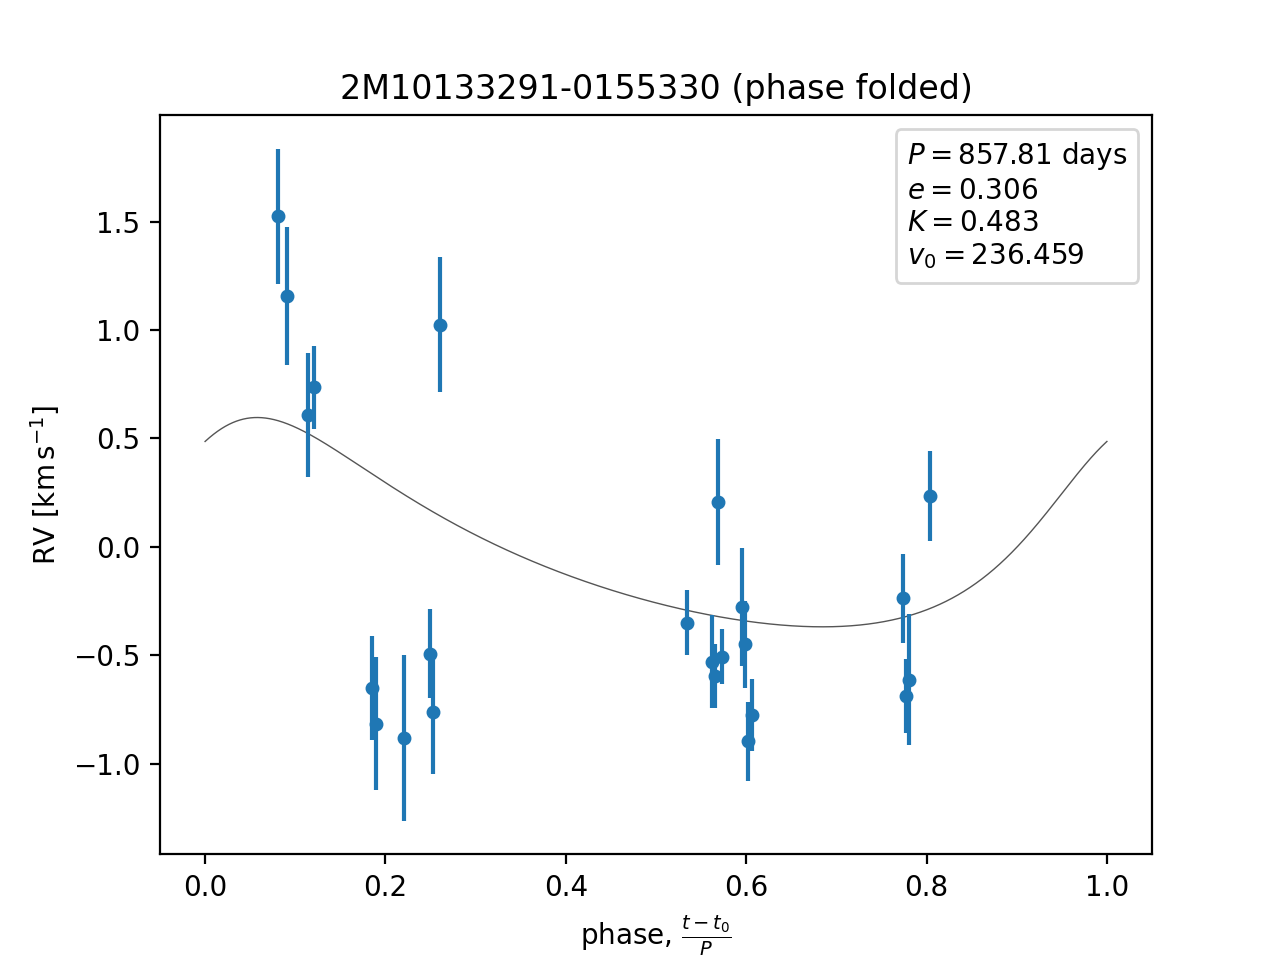 2M10133291-0155330 (phase folded)
P = 857.81 days
e = 0.306
K = 0.483
v₀ = 236.459
RV [km s⁻¹]
1.5
1.0
0.5
0.0
−0.5
−1.0
0.0 0.2 0.4 0.6 0.8 1.0
phase, (t − t₀)/P